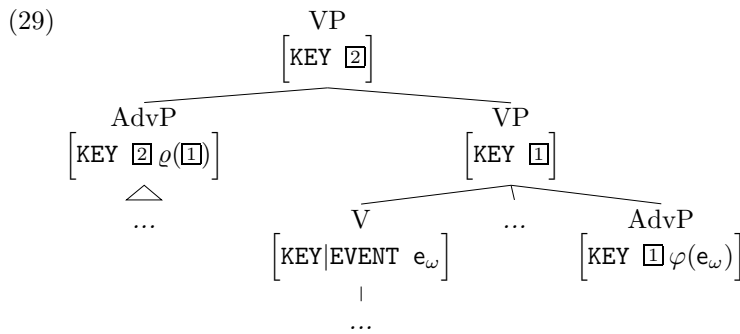 (29) VP
[KEY 2]
AdvP VP
[KEY 2 ϱ(1)] [KEY 1]
... V ... AdvP
[KEY|EVENT e_ω] [KEY 1 φ(e_ω)]
...